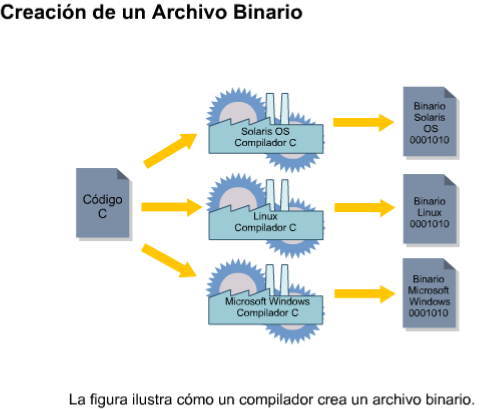 Creación de un Archivo Binario
Código
C
Solaris OS
Compilador C
Binario
Solaris
OS
0001010
Linux
Compilador C
Binario
Linux
0001010
Microsoft Windows
Compilador C
Binario
Microsoft
Windows
0001010
La figura ilustra cómo un compilador crea un archivo binario.